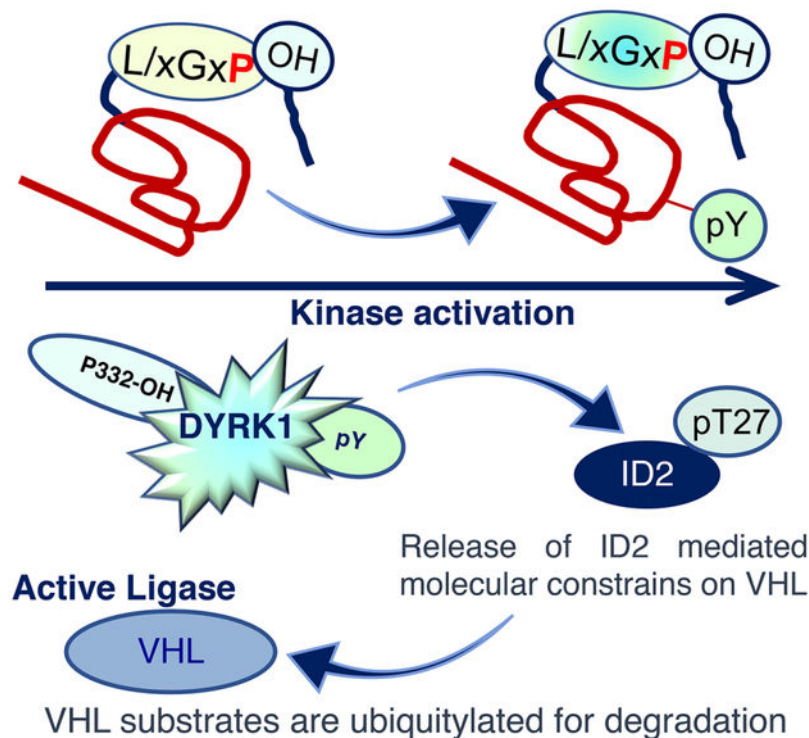 L/xGxP OH
L/xGxP OH
pY
Kinase activation
P332-OH
DYRK1
pY
pT27
ID2
Release of ID2 mediated
molecular constrains on VHL
Active Ligase
VHL
VHL substrates are ubiquitylated for degradation